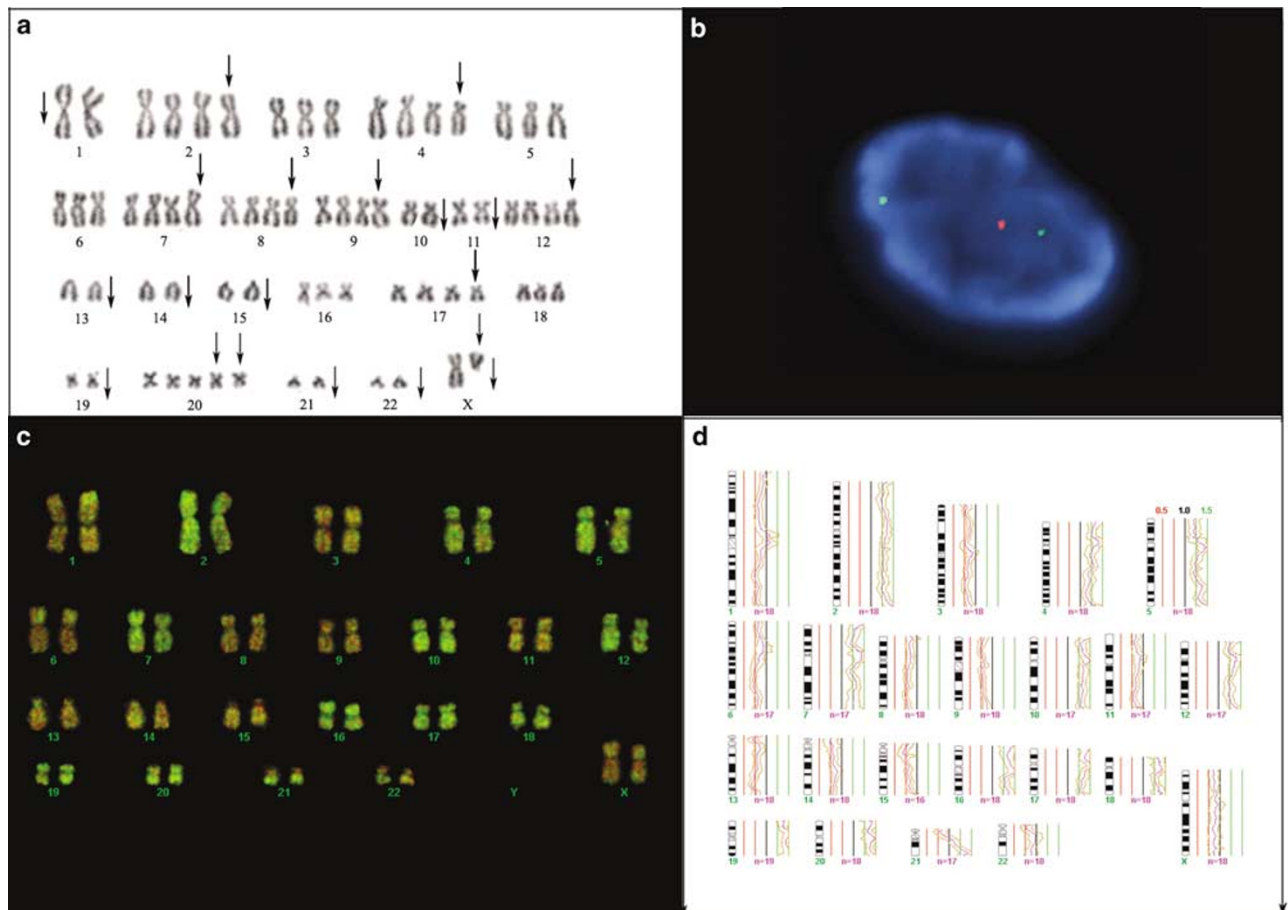 a
1 2 3 4 5
6 7 8 9 10 11 12
13 14 15 16 17 18
19 20 21 22 X
b
c
1 2 3 4 5
6 7 8 9 10 11 12
13 14 15 16 17 18
19 20 21 22 Y X
d
0.5 1.0 1.5
1 n=18 2 n=18 3 n=18 4 n=18 5 n=18
6 n=17 7 n=17 8 n=18 9 n=18 10 n=17 11 n=17 12 n=17
13 n=18 14 n=18 15 n=16 16 n=18 17 n=18 18 n=18
19 n=19 20 n=18 21 n=17 22 n=18 X n=18